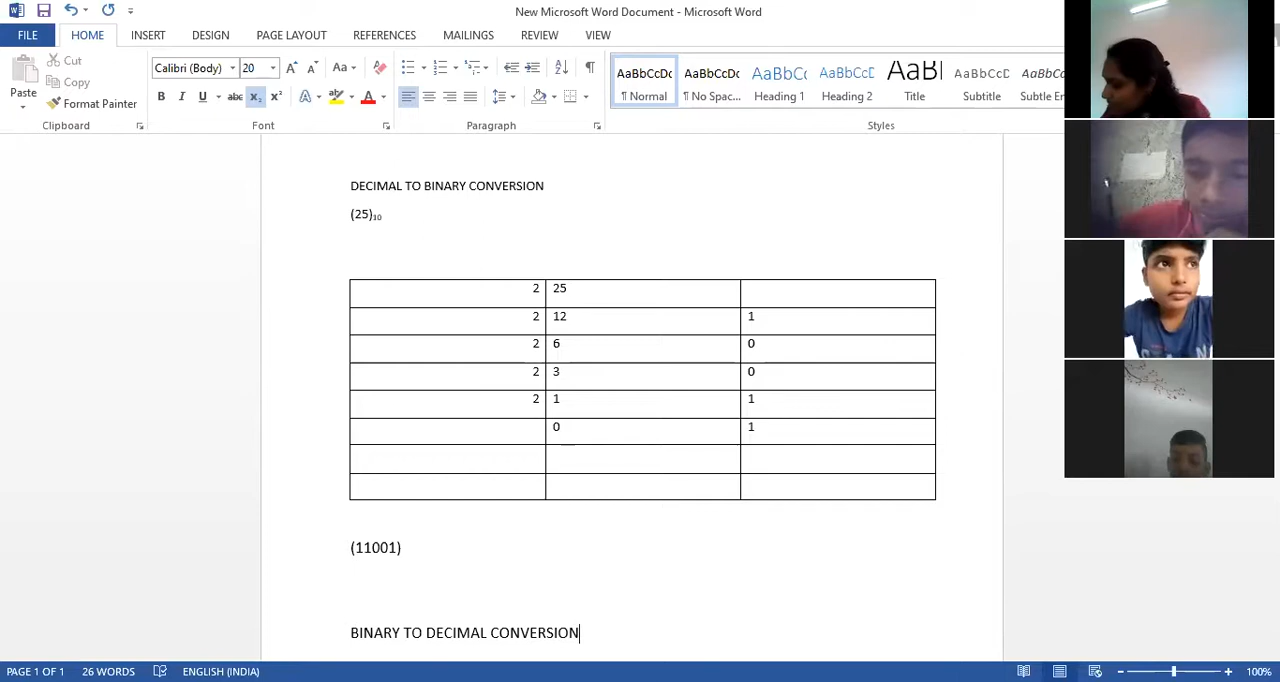 New Microsoft Word Document - Microsoft Word
FILE HOME INSERT DESIGN PAGE LAYOUT REFERENCES MAILINGS REVIEW VIEW
Paste
Cut
Copy
Format Painter
Clipboard
Calibri (Body) 20
Font
Paragraph
AaBbCcDc AaBbCcDc AaBbCc AaBbCcD AaBl AaBbCcD AaBbCcD
¶ Normal ¶ No Spac... Heading 1 Heading 2 Title Subtitle Subtle Em
Styles
DECIMAL TO BINARY CONVERSION
(25)10
2 25
2 12 1
2 6 0
2 3 0
2 1 1
0 1
(11001)
BINARY TO DECIMAL CONVERSION
PAGE 1 OF 1 26 WORDS ENGLISH (INDIA) 100%